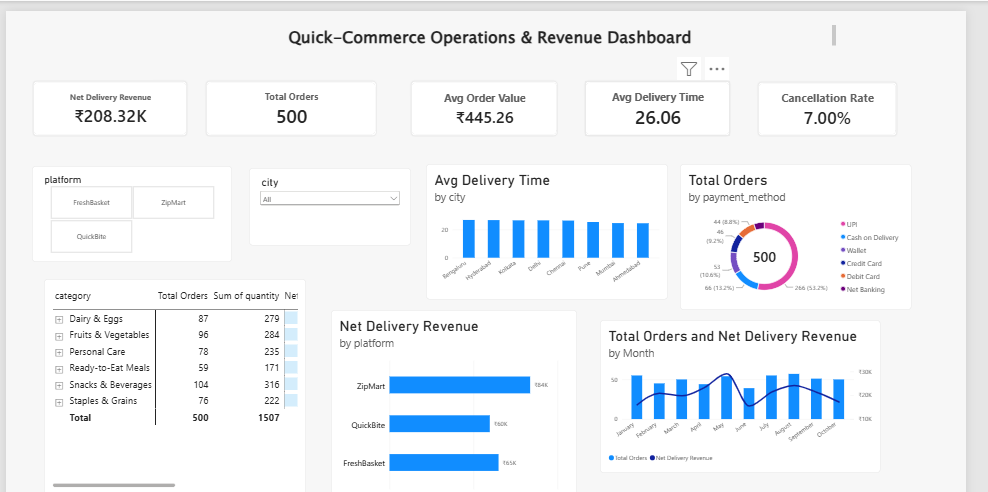 Quick-Commerce Operations & Revenue Dashboard
Net Delivery Revenue
₹208.32K
Total Orders
500
Avg Order Value
₹445.26
Avg Delivery Time
26.06
Cancellation Rate
7.00%
platform
FreshBasket
ZipMart
QuickBite
city
All
Avg Delivery Time
by city
20
0
Bengaluru
Hyderabad
Kolkata
Delhi
Chennai
Pune
Mumbai
Ahmedabad
Total Orders
by payment_method
44 (8.8%)
46
(9.2%)
53
(10.6%)
66 (13.2%)
266 (53.2%)
500
UPI
Cash on Delivery
Wallet
Credit Card
Debit Card
Net Banking
category Total Orders Sum of quantity Net
Dairy & Eggs 87 279
Fruits & Vegetables 96 284
Personal Care 78 235
Ready-to-Eat Meals 59 171
Snacks & Beverages 104 316
Staples & Grains 76 222
Total 500 1507
Net Delivery Revenue
by platform
ZipMart ₹84K
QuickBite ₹60K
FreshBasket ₹65K
Total Orders and Net Delivery Revenue
by Month
50
0
₹30K
₹20K
₹10K
January
February
March
April
May
June
July
August
September
October
Total Orders Net Delivery Revenue